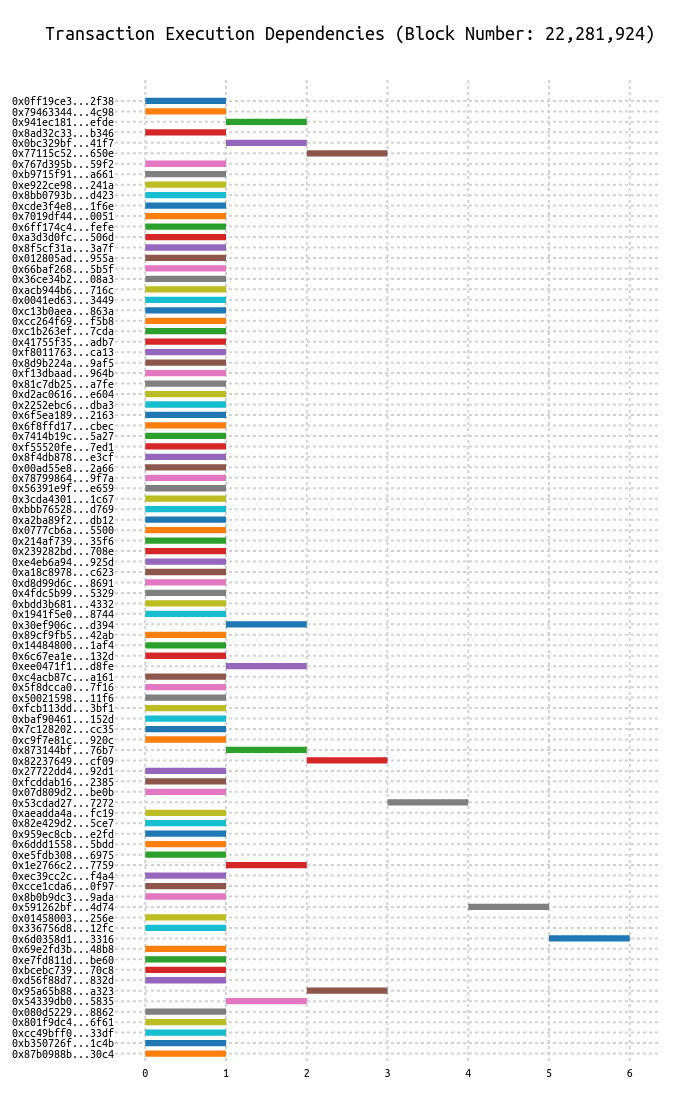 Transaction Execution Dependencies (Block Number: 22,281,924)
0x0ff19ce3...2f38
0x79463344...4c98
0x941ec181...efde
0x8ad32c33...b346
0x0bc329bf...41f7
0x77115c52...650e
0x767d395b...59f2
0xb9715f91...a661
0xe922ce98...241a
0x8bb0793b...d423
0xcde3f4e8...1f6e
0x7019df44...0051
0x6ff174c4...fefe
0xa3d3d0fc...506d
0x8f5cf31a...3a7f
0x012805ad...955a
0x66baf268...5b5f
0x36ce34b2...08a3
0xacb944b6...716c
0x0041ed63...3449
0xc13b0aea...863a
0xcc264f69...f5b8
0xc1b263ef...7cda
0x41755f35...adb7
0xf8011763...ca13
0x8d9b224a...9af5
0xf13dbaad...964b
0x81c7db25...a7fe
0xd2ac0616...e604
0x2252ebc6...dba3
0x6f5ea189...2163
0x6f8ffd17...cbec
0x7414b19c...5a27
0xf55520fe...7ed1
0x8f4db878...e3cf
0x00ad55e8...2a66
0x78799864...9f7a
0x56391e9f...e659
0x3cda4301...1c67
0xbbb76528...d769
0xa2ba89f2...db12
0x0777cb6a...5500
0x214af739...35f6
0x239282bd...708e
0xe4eb6a94...925d
0xa18c8978...c623
0xd8d99d6c...8691
0x4fdc5b99...5329
0xbdd3b681...4332
0x1941f5e0...8744
0x30ef906c...d394
0x89cf9fb5...42ab
0x14484800...1af4
0x6c67ea1e...132d
0xee0471f1...d8fe
0xc4acb87c...a161
0x5f8dcca0...7f16
0x50021598...11f6
0xfcb113dd...3bf1
0xbaf90461...152d
0x7c128202...cc35
0xc9f7e81c...920c
0x873144bf...76b7
0x82237649...cf09
0x27722dd4...92d1
0xfcddab16...2385
0x07d809d2...be0b
0x53cdad27...7272
0xaeadda4a...fc19
0x82e429d2...5ce7
0x959ec8cb...e2fd
0x6ddd1558...5bdd
0xe5fdb308...6975
0x1e2766c2...7759
0xec39cc2c...f4a4
0xcce1cda6...0f97
0x8b0b9dc3...9ada
0x591262bf...4d74
0x01458003...256e
0x336756d8...12fc
0x6d0358d1...3316
0x69e2fd3b...48b8
0xe7fd811d...be60
0xbcebc739...70c8
0xd56f88d7...832d
0x95a65b88...a323
0x54339db0...5835
0x080d5229...8862
0x801f9dc4...6f61
0xcc49bff0...33df
0xb350726f...1c4b
0x87b0988b...30c4
0 1 2 3 4 5 6